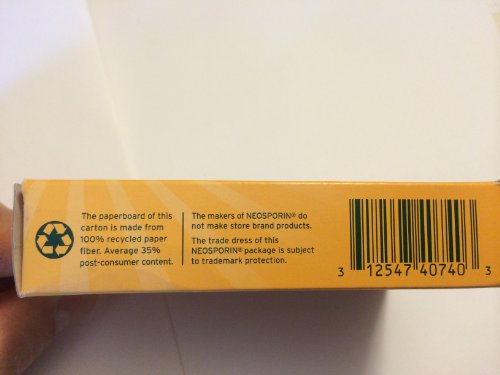 The paperboard of this
carton is made from
100% recycled paper
fiber. Average 35%
post-consumer content.
The makers of NEOSPORIN® do
not make store brand products.
The trade dress of this
NEOSPORIN® package is subject
to trademark protection.
3 12547 40740 3